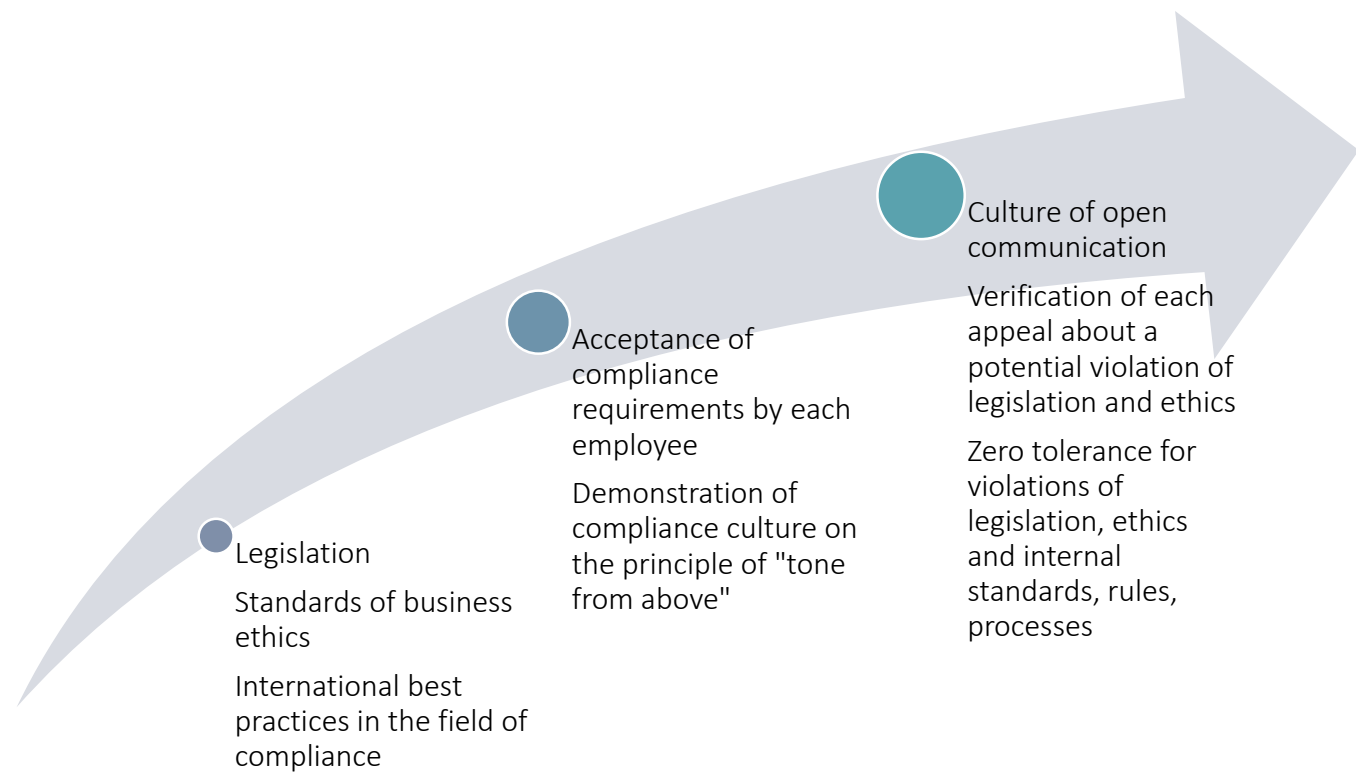 Legislation
Standards of business
ethics
International best
practices in the field of
compliance
Acceptance of
compliance
requirements by each
employee
Demonstration of
compliance culture on
the principle of "tone
from above"
Culture of open
communication
Verification of each
appeal about a
potential violation of
legislation and ethics
Zero tolerance for
violations of
legislation, ethics
and internal
standards, rules,
processes